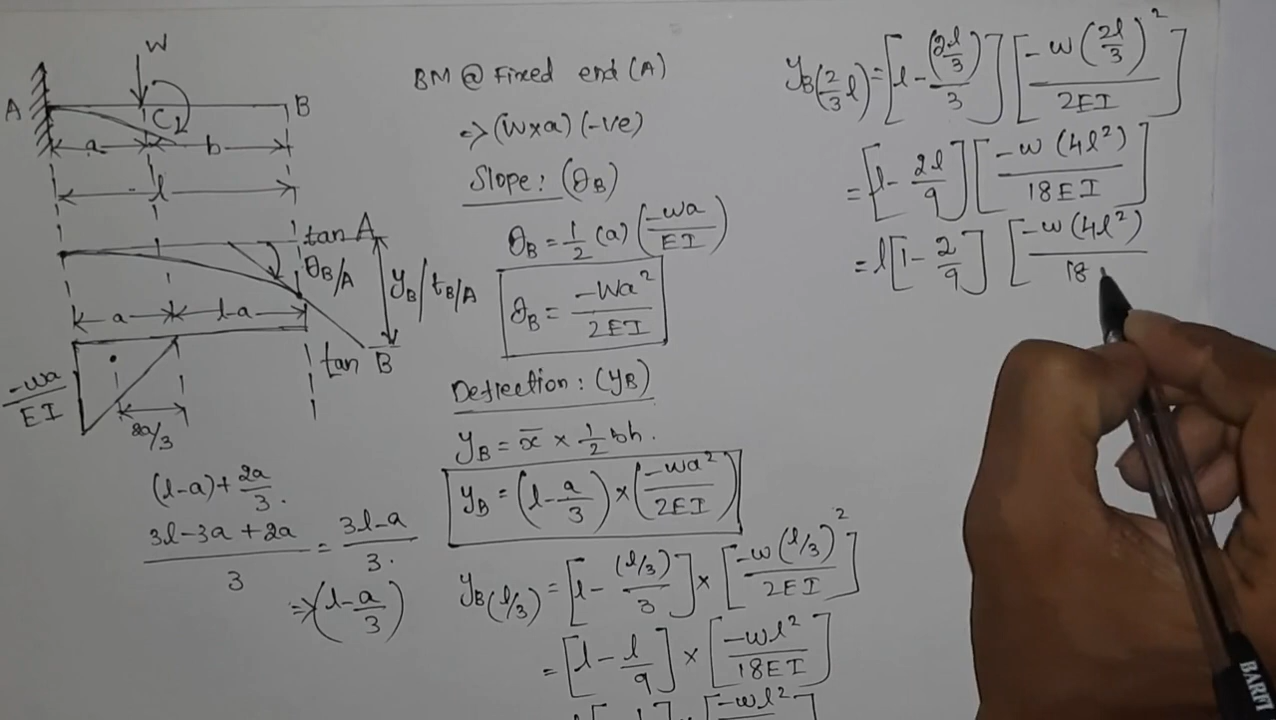 W
A C B
a b
l
tan A
θB/A
yB/tB/A
a l-a
tan B
-wa/EI
2a/3
(l-a)+2a/3.
3l-3a+2a/3 = 3l-a/3.
=>(l-a/3)
BM @ Fixed end (A)
=> (W×a) (-ve)
Slope: (θB)
θB = 1/2 (a) (-wa/EI)
θB = -Wa²/2EI
Deflection: (yB)
yB = x̄ × 1/2 bh.
yB = (l-a/3)×(-wa²/2EI)
yB(l/3) = [l-(l/3)/3]×[-w(l/3)²/2EI]
= [l-l/9] × [-wl²/18EI]
[-wl²
yB(2/3 l) = [l-(2l/3)/3] [-w(2l/3)²/2EI]
= [l-2l/9] [-w(4l²)/18EI]
= l[1-2/9] [-w(4l²)/18
BARFI